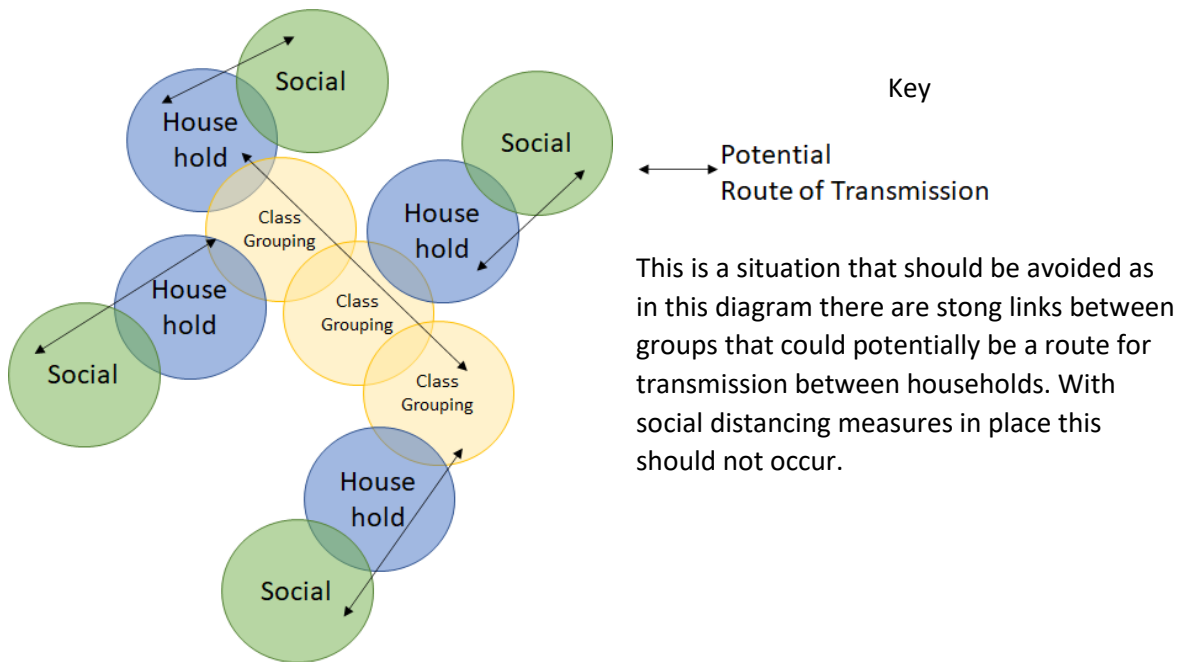 Social
House
hold
Social
House
hold
Class
Grouping
House
hold
Social
Class
Grouping
Class
Grouping
House
hold
Social
Key
Potential
Route of Transmission
This is a situation that should be avoided as
in this diagram there are stong links between
groups that could potentially be a route for
transmission between households. With
social distancing measures in place this
should not occur.